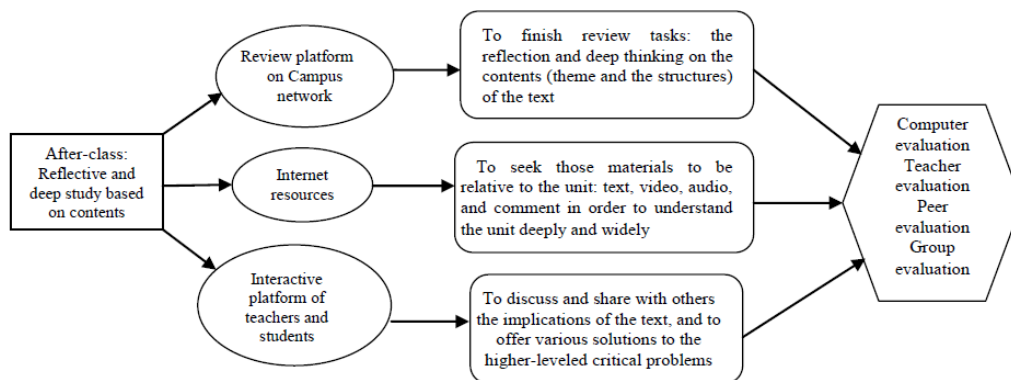 After-class:
Reflective and
deep study based
on contents
Review platform
on Campus
network
To finish review tasks: the
reflection and deep thinking on the
contents (theme and the structures)
of the text
Internet
resources
To seek those materials to be
relative to the unit: text, video, audio,
and comment in order to understand
the unit deeply and widely
Interactive
platform of
teachers and
students
To discuss and share with others
the implications of the text, and to
offer various solutions to the
higher-leveled critical problems
Computer
evaluation
Teacher
evaluation
Peer
evaluation
Group
evaluation